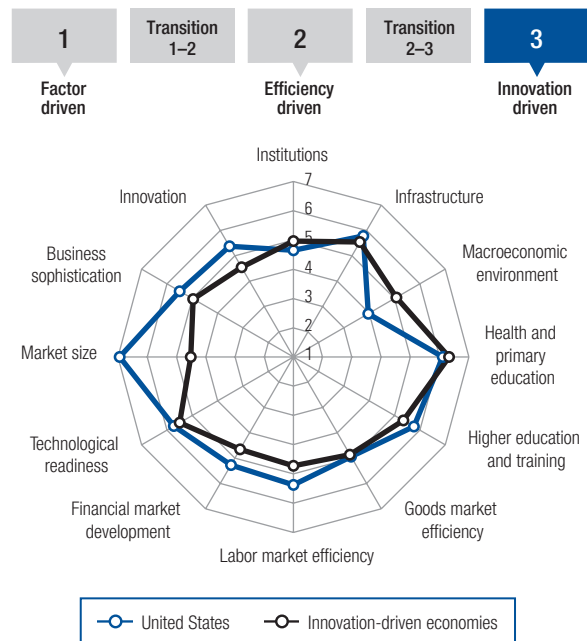 1
Transition
1–2
2
Transition
2–3
3
Factor
driven
Efficiency
driven
Innovation
driven
Institutions
7
Innovation
Infrastructure
6
5
Business
sophistication
Macroeconomic
environment
4
3
2
Market size
1
Health and
primary
education
Technological
readiness
Higher education
and training
Financial market
development
Goods market
efficiency
Labor market efficiency
United States
Innovation-driven economies